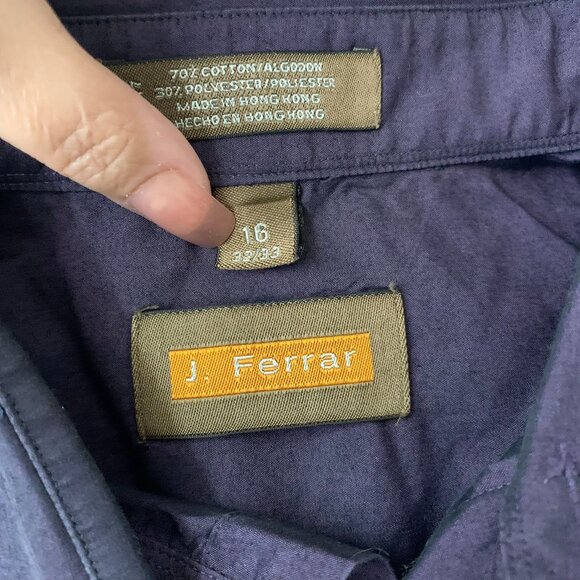 70% COTTON/ALGODON
30% POLYESTER/POLIESTER
MADE IN HONG KONG
HECHO EN HONG KONG
16
32/33
J. Ferrar